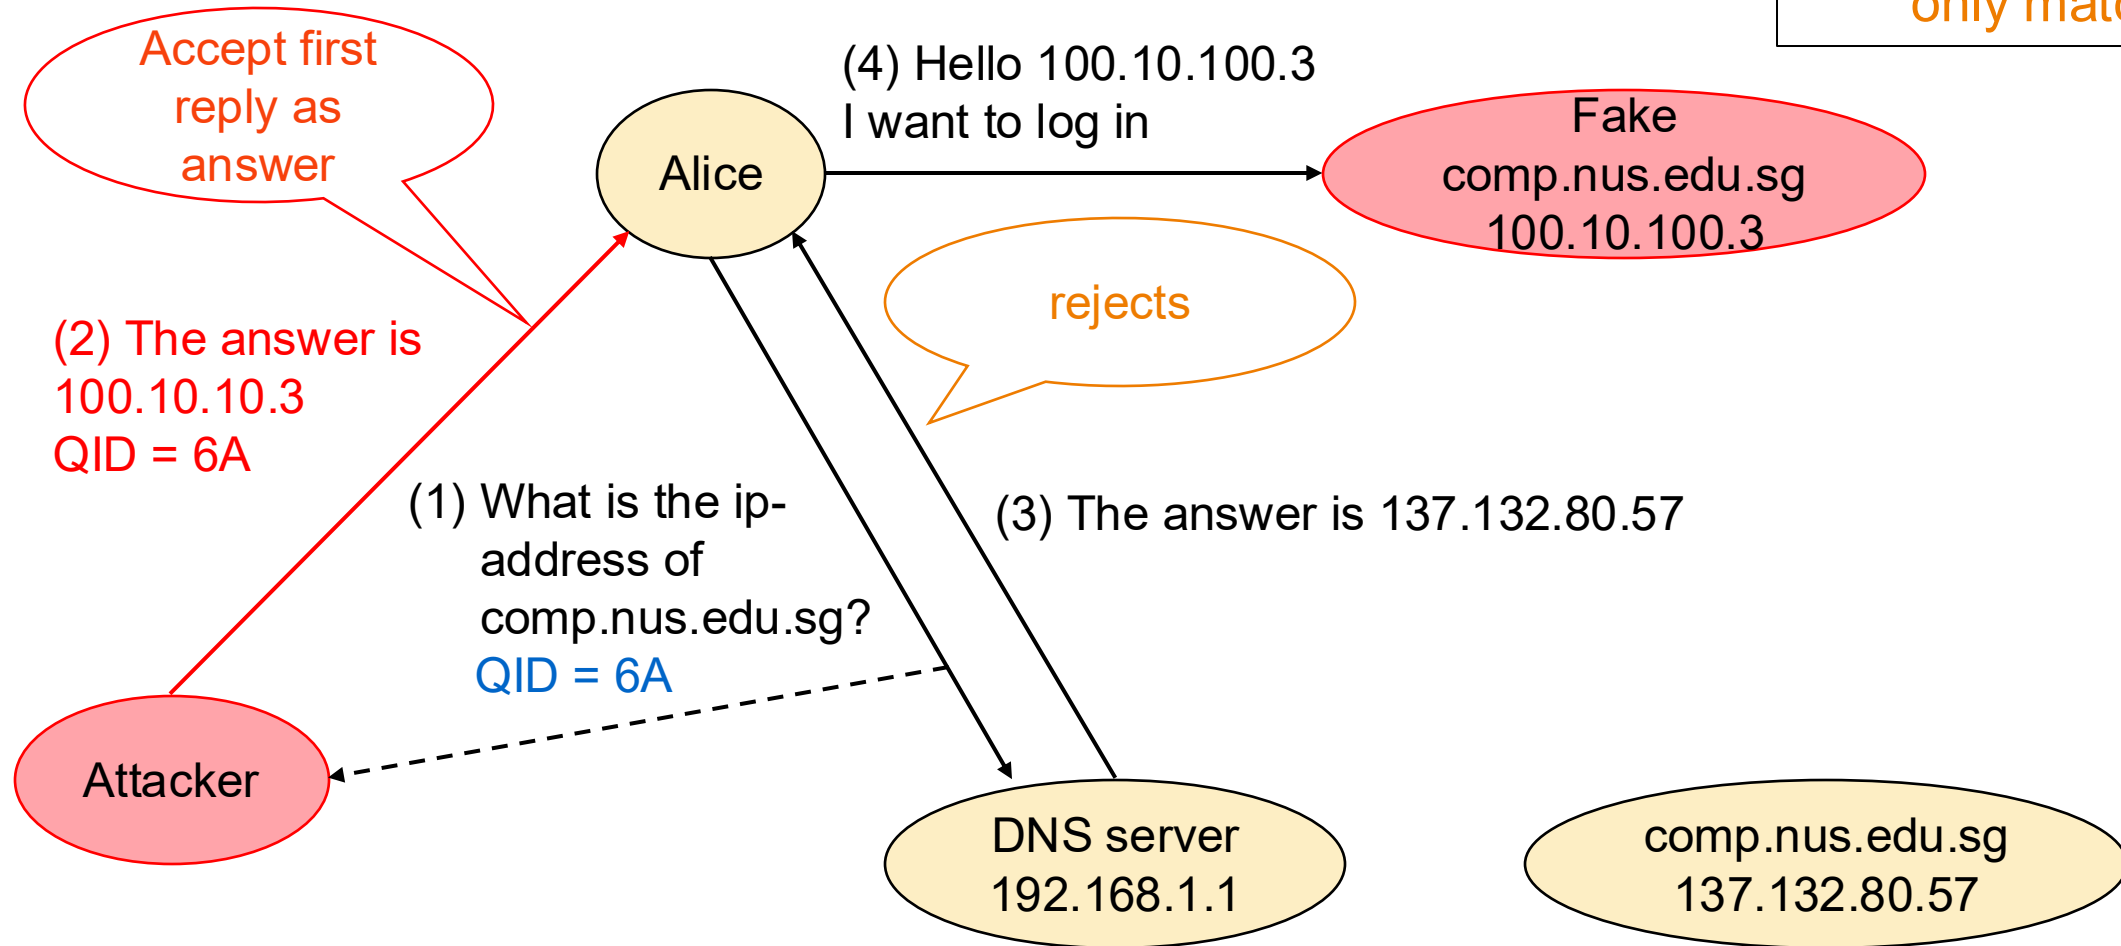 only
Accept first
reply as
answer
(4) Hello 100.10.100.3
I want to log in
Alice
Fake
comp.nus.edu.sg
100.10.100.3
rejects
(2) The answer is
100.10.10.3
QID = 6A
(1) What is the ip-
address of
comp.nus.edu.sg?
QID = 6A
(3) The answer is 137.132.80.57
Attacker
DNS server
192.168.1.1
comp.nus.edu.sg
137.132.80.57